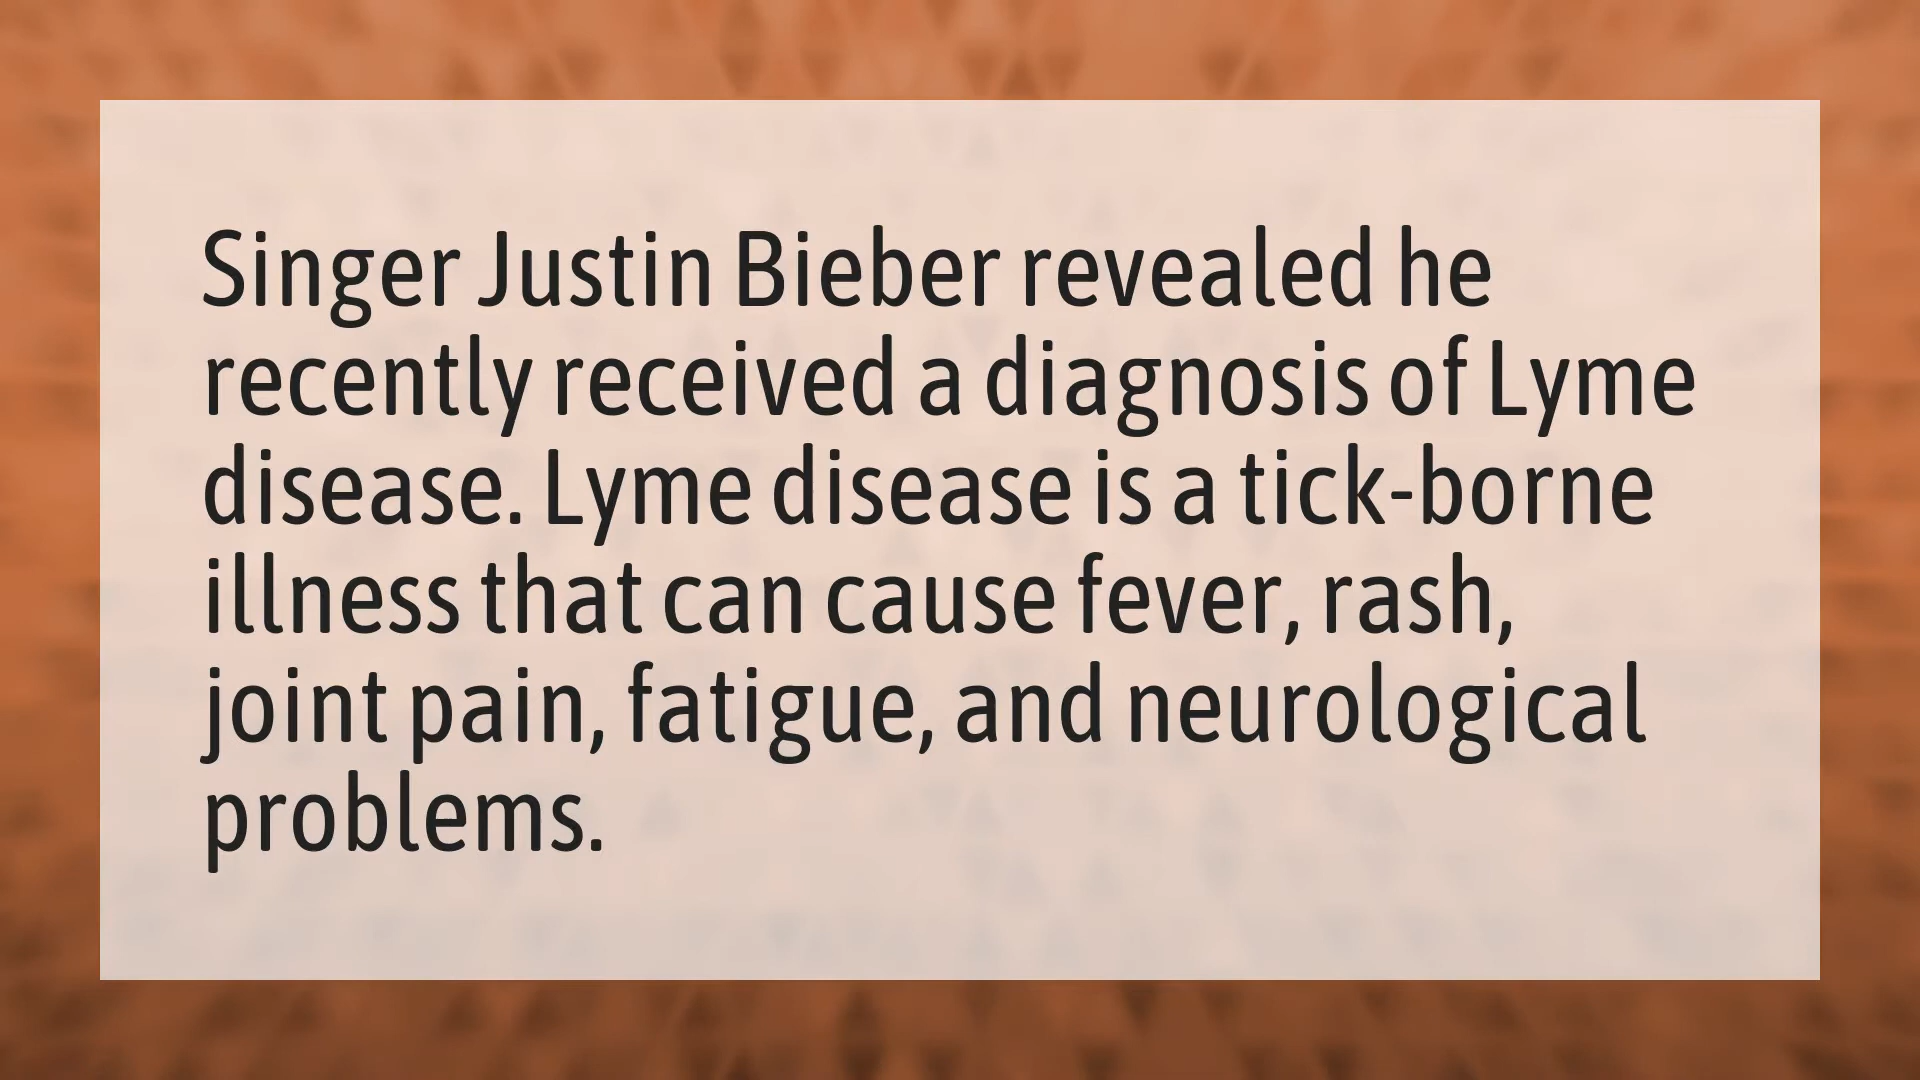 Singer Justin Bieber revealed he
recently received a diagnosis of Lyme
disease. Lyme disease is a tick-borne
illness that can cause fever, rash,
joint pain, fatigue, and neurological
problems.